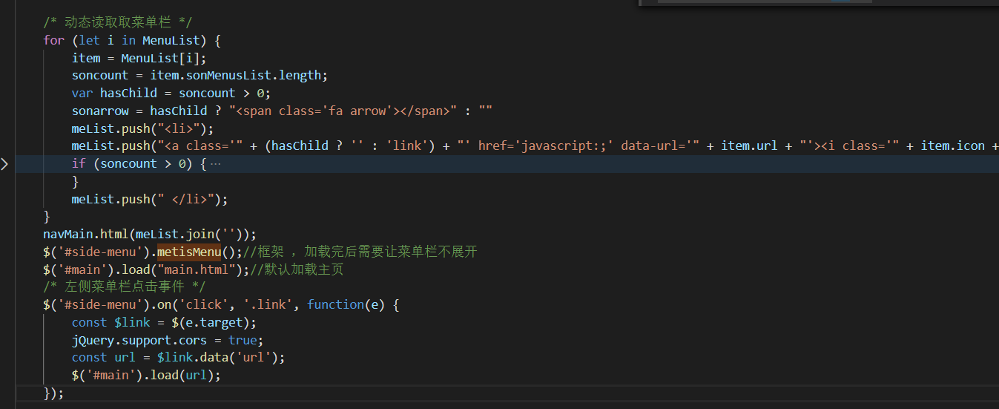 /* 动态读取取菜单栏 */
for (let i in MenuList) {
item = MenuList[i];
soncount = item.sonMenusList.length;
var hasChild = soncount > 0;
sonarrow = hasChild ? "<span class='fa arrow'></span>" : ""
meList.push("<li>");
meList.push("<a class='" + (hasChild ? '' : 'link') + "' href='javascript:;' data-url='" + item.url + "'><i class='" + item.icon +
if (soncount > 0) {···
}
meList.push(" </li>");
}
navMain.html(meList.join(''));
$('#side-menu').metisMenu();//框架 ，加载完后需要让菜单栏不展开
$('#main').load("main.html");//默认加载主页
/* 左侧菜单栏点击事件 */
$('#side-menu').on('click', '.link', function(e) {
const $link = $(e.target);
jQuery.support.cors = true;
const url = $link.data('url');
$('#main').load(url);
});